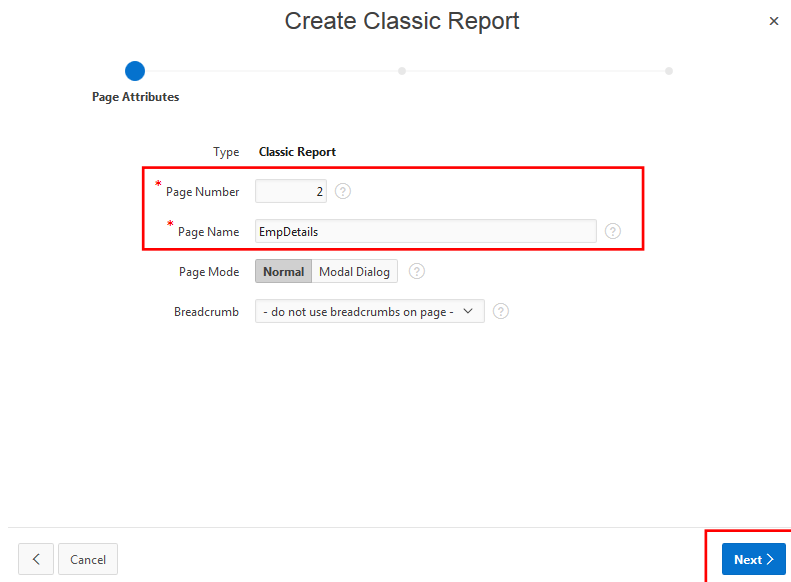 Create Classic Report
×
Page Attributes
Type Classic Report
* Page Number 2 ?
* Page Name EmpDetails ?
Page Mode Normal Modal Dialog ?
Breadcrumb - do not use breadcrumbs on page - ?
Cancel Next